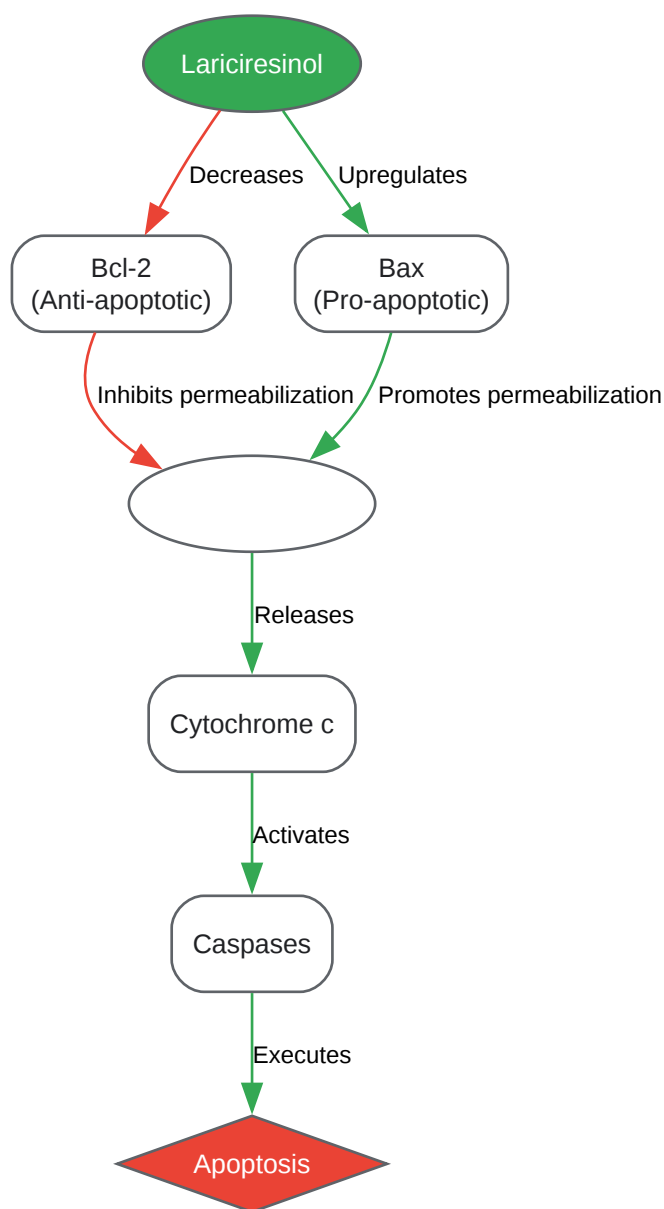 Lariciresinol
Decreases
Upregulates
Bcl-2
(Anti-apoptotic)
Bax
(Pro-apoptotic)
Inhibits permeabilization
Promotes permeabilization
Releases
Cytochrome c
Activates
Caspases
Executes
Apoptosis